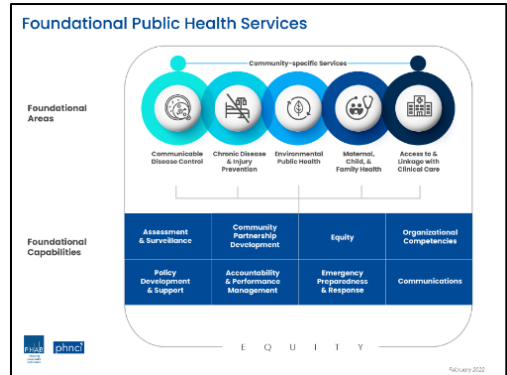 Foundational Public Health Services
Community-specific Services
Foundational
Areas
Communicable
Disease Control
Chronic Disease
& Injury
Prevention
Environmental
Public Health
Maternal,
Child, &
Family Health
Access to &
Linkage with
Clinical Care
Foundational
Capabilities
Assessment
& Surveillance
Community
Partnership
Development
Equity
Organizational
Competencies
Policy
Development
& Support
Accountability
& Performance
Management
Emergency
Preparedness
& Response
Communications
EQUITY
PHAB
phnci
February 2022